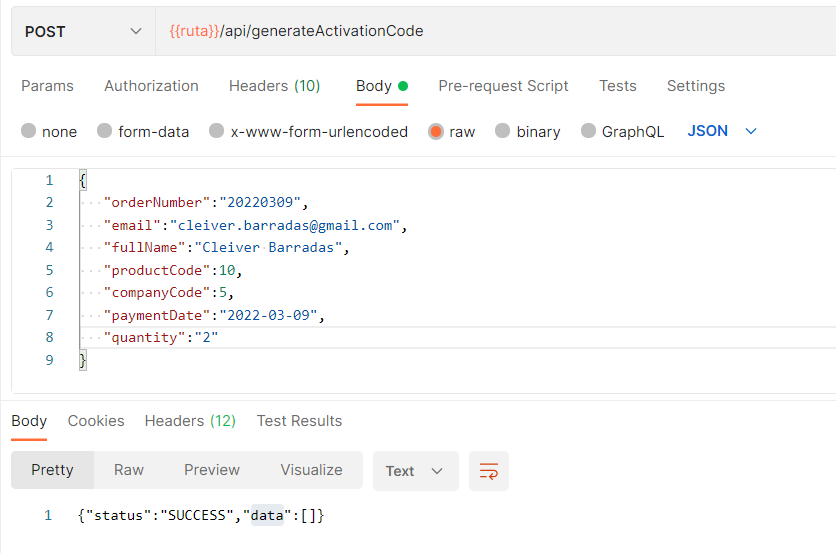 POST {{ruta}}/api/generateActivationCode
Params Authorization Headers (10) Body Pre-request Script Tests Settings
none form-data x-www-form-urlencoded raw binary GraphQL JSON
1 {
2 "orderNumber":"20220309",
3 "email":"cleiver.barradas@gmail.com",
4 "fullName":"Cleiver Barradas",
5 "productCode":10,
6 "companyCode":5,
7 "paymentDate":"2022-03-09",
8 "quantity":"2"
9 }
Body Cookies Headers (12) Test Results
Pretty Raw Preview Visualize Text
1 {"status":"SUCCESS","data":[]}